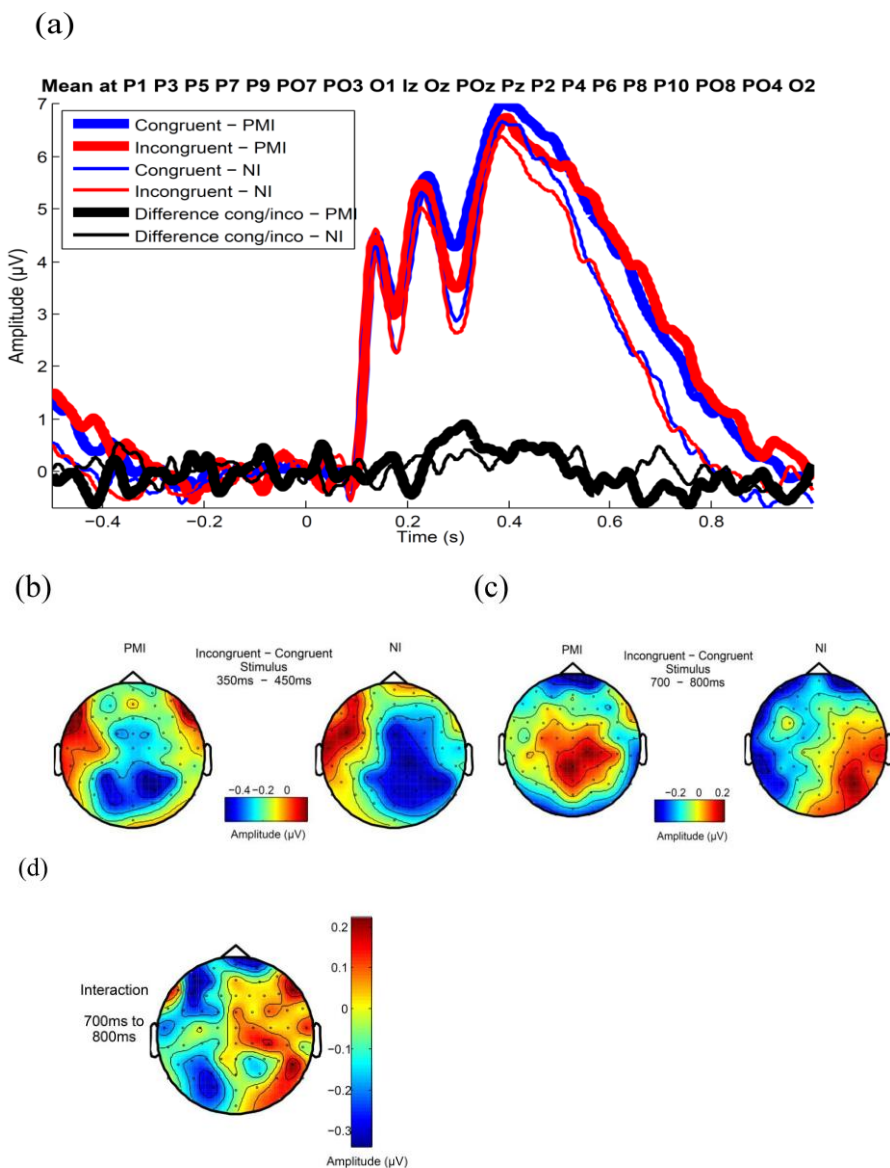 (a)
Mean at P1 P3 P5 P7 P9 PO7 PO3 O1 Iz Oz POz Pz P2 P4 P6 P8 P10 PO8 PO4 O2
7
6
5
4
3
2
1
0
Amplitude (μV)
Congruent − PMI
Incongruent − PMI
Congruent − NI
Incongruent − NI
Difference cong/inco − PMI
Difference cong/inco − NI
−0.4 −0.2 0 0.2 0.4 0.6 0.8
Time (s)
(b)
PMI
Incongruent − Congruent
Stimulus
350ms − 450ms
NI
−0.4 −0.2 0
Amplitude (μV)
(c)
PMI
Incongruent − Congruent
Stimulus
700 − 800ms
NI
−0.2 0 0.2
Amplitude (μV)
(d)
Interaction
700ms to
800ms
0.2
0.1
0
−0.1
−0.2
−0.3
Amplitude (μV)